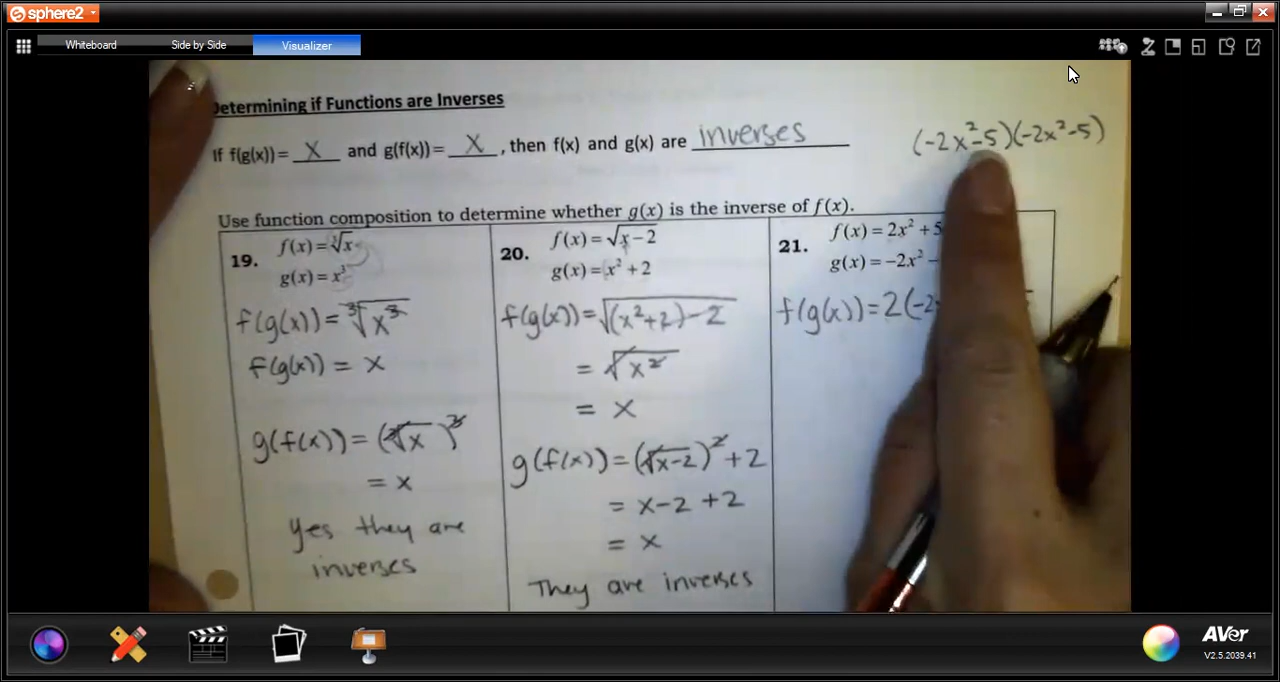 sphere2
Whiteboard Side by Side Visualizer
Determining if Functions are Inverses
If f(g(x)) = x and g(f(x)) = x, then f(x) and g(x) are inverses
(-2x²-5)(-2x²-5)
Use function composition to determine whether g(x) is the inverse of f(x).
19.
f(x) = ∛x
g(x) = x³
f(g(x)) = ∛x³
f(g(x)) = x
g(f(x)) = (∛x)³
= x
Yes they are
inverses
20.
f(x) = √x-2
g(x) = x² + 2
f(g(x)) = √(x²+2)-2
= √x²
= x
g(f(x)) = (√x-2)² + 2
= x-2 +2
= x
They are inverses
21.
f(x) = 2x² + 5
g(x) = -2x² -
f(g(x)) = 2(-2
AVer
V2.5.2039.41